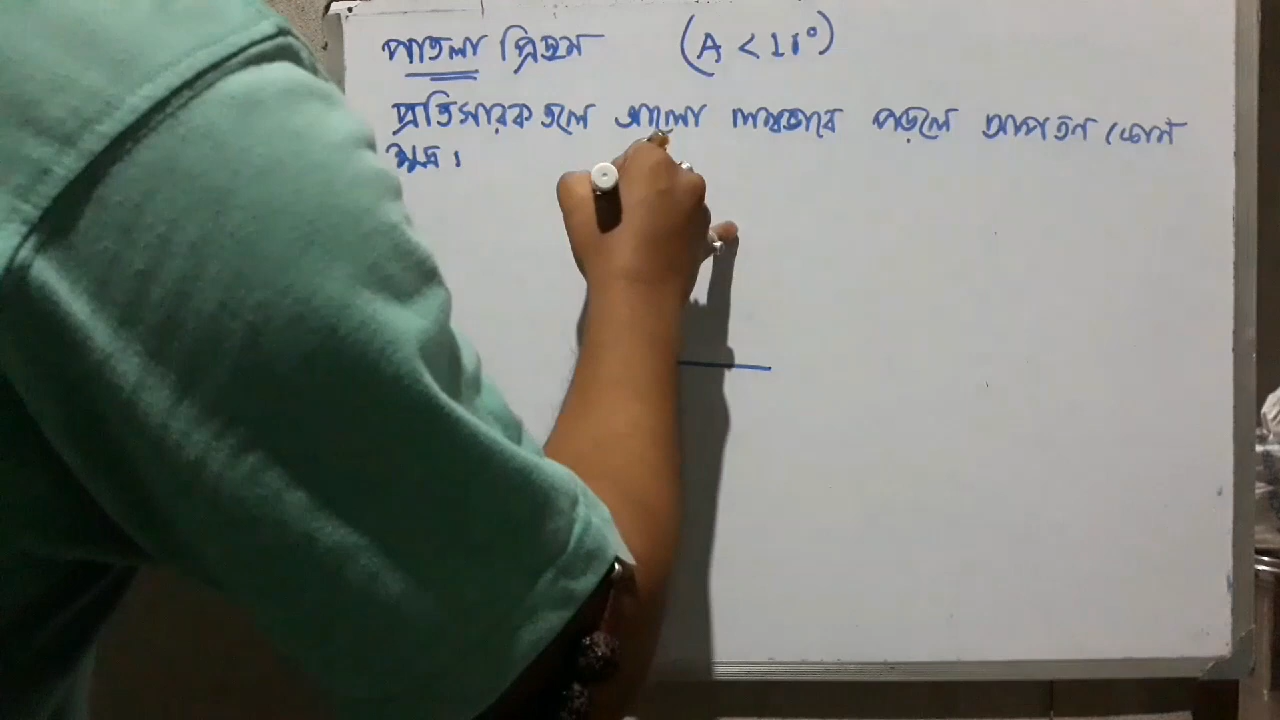 পাতলা প্রিজম (A < 10°)
প্রতিসারক তলে আলো লম্বভাবে পড়লে আপতন কোণ
শূন্য।